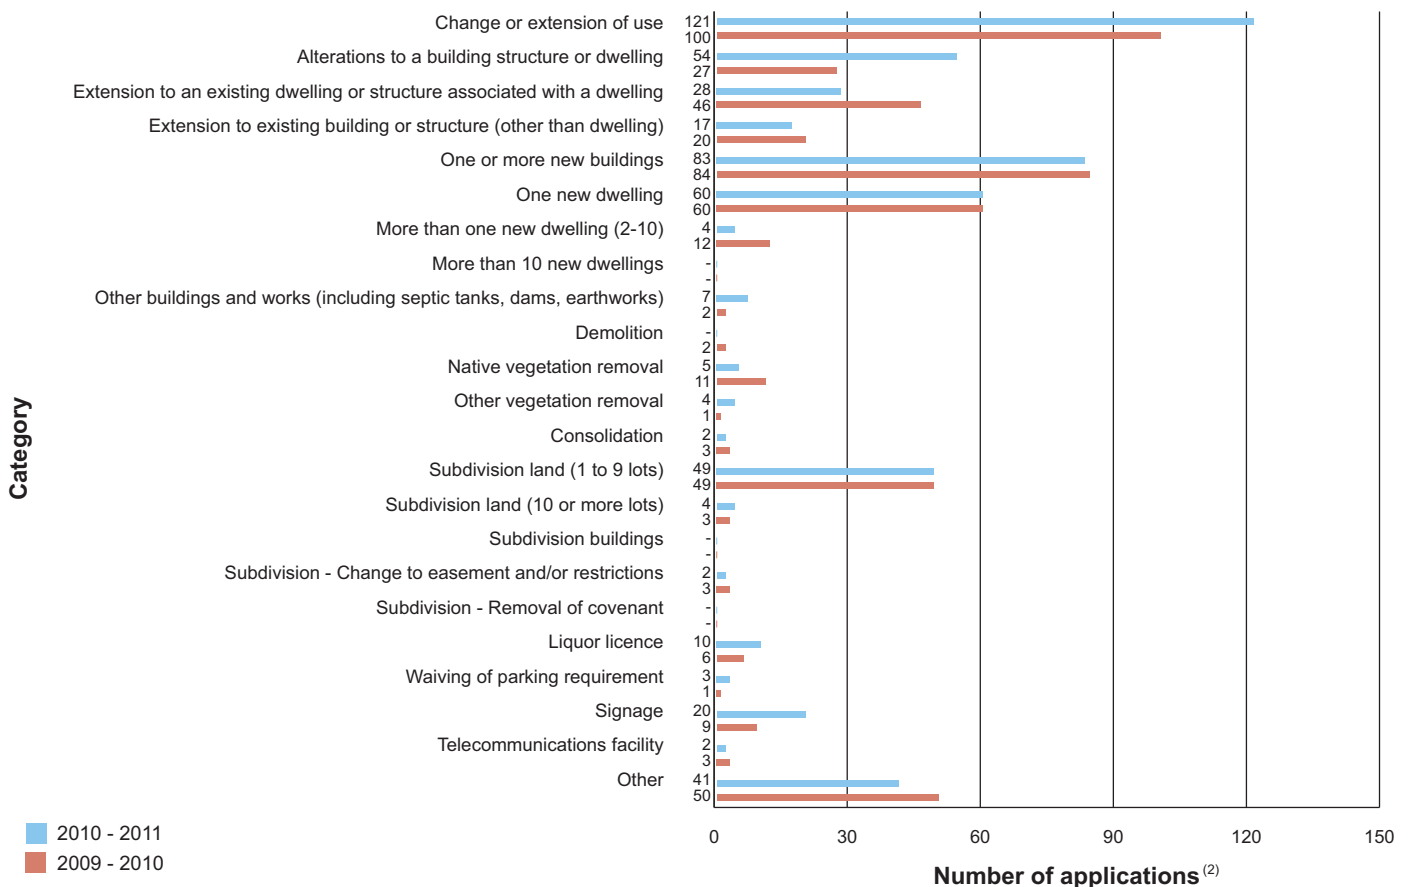 Change or extension of use 121
100
Alterations to a building structure or dwelling 54
27
Extension to an existing dwelling or structure associated with a dwelling 28
46
Extension to existing building or structure (other than dwelling) 17
20
One or more new buildings 83
84
One new dwelling 60
60
More than one new dwelling (2-10) 4
12
More than 10 new dwellings -
-
Other buildings and works (including septic tanks, dams, earthworks) 7
2
Demolition -
2
Native vegetation removal 5
11
Other vegetation removal 4
1
Consolidation 2
3
Subdivision land (1 to 9 lots) 49
49
Subdivision land (10 or more lots) 4
3
Subdivision buildings -
-
Subdivision - Change to easement and/or restrictions 2
3
Subdivision - Removal of covenant -
-
Liquor licence 10
6
Waiving of parking requirement 3
1
Signage 20
9
Telecommunications facility 2
3
Other 41
50
Category
0 30 60 90 120 150
Number of applications (2)
2010 - 2011
2009 - 2010